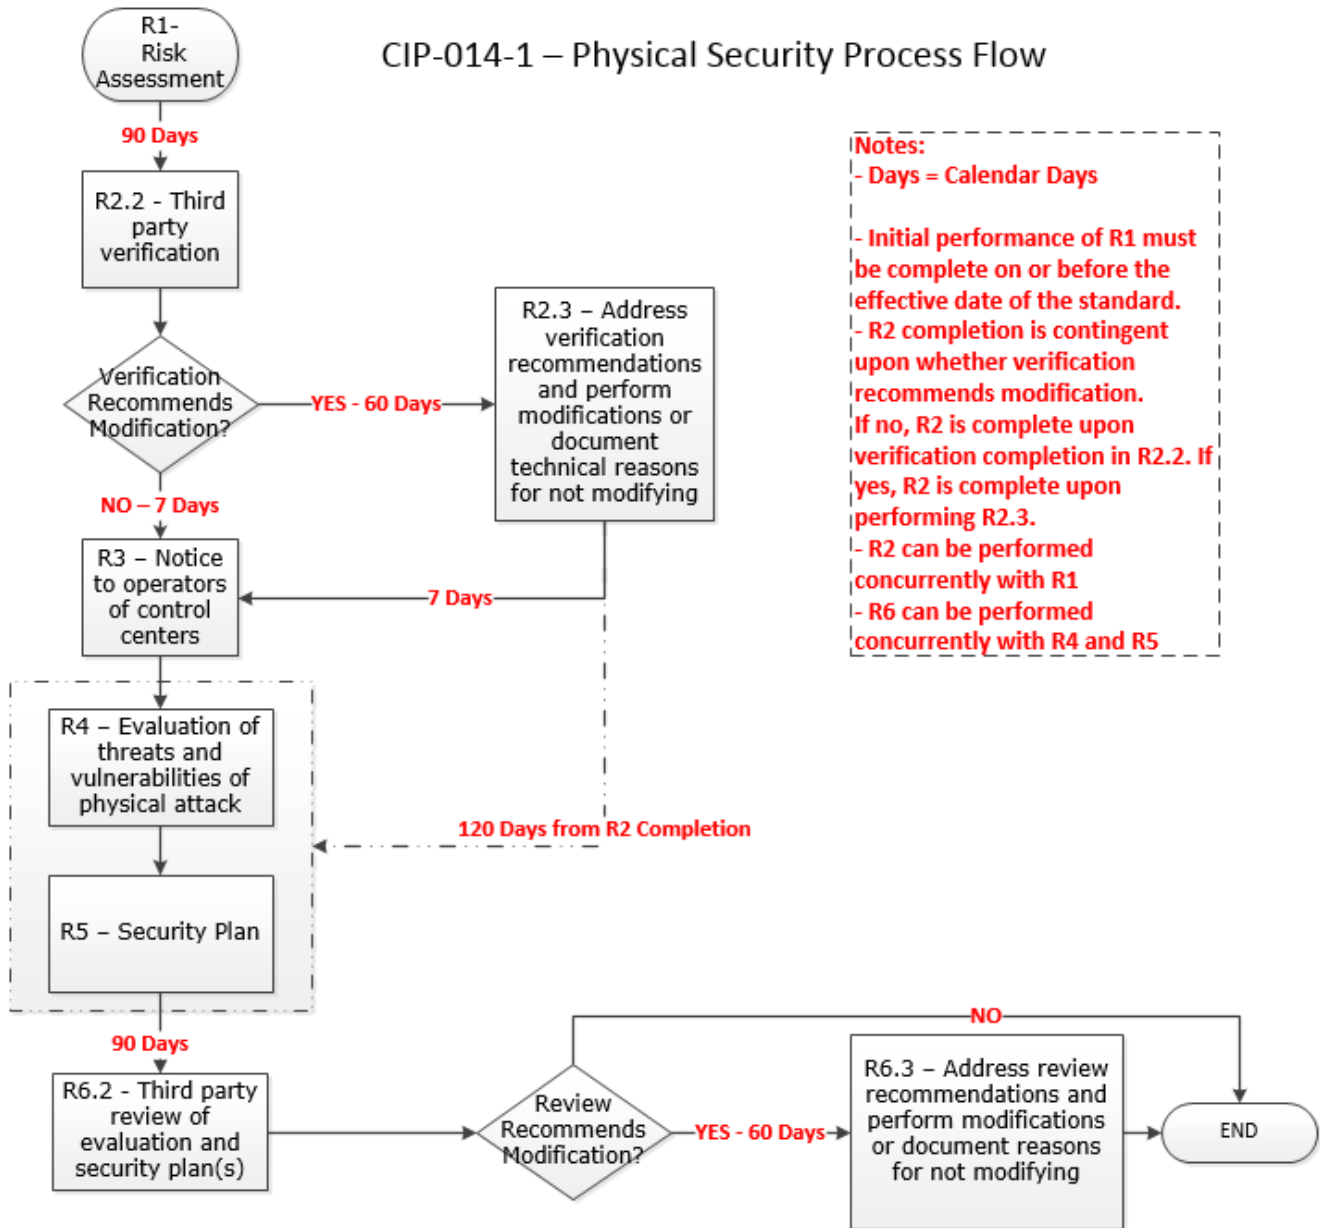 R1-
Risk
Assessment
CIP-014-1 – Physical Security Process Flow
90 Days
R2.2 - Third
party
verification
Verification
Recommends
Modification?
YES - 60 Days
R2.3 – Address
verification
recommendations
and perform
modifications or
document
technical reasons
for not modifying
Notes:
- Days = Calendar Days
- Initial performance of R1 must
be complete on or before the
effective date of the standard.
- R2 completion is contingent
upon whether verification
recommends modification.
If no, R2 is complete upon
verification completion in R2.2. If
yes, R2 is complete upon
performing R2.3.
- R2 can be performed
concurrently with R1
- R6 can be performed
concurrently with R4 and R5
NO – 7 Days
R3 – Notice
to operators
of control
centers
7 Days
R4 – Evaluation of
threats and
vulnerabilities of
physical attack
120 Days from R2 Completion
R5 – Security Plan
90 Days
R6.2 - Third party
review of
evaluation and
security plan(s)
Review
Recommends
Modification?
NO
YES - 60 Days
R6.3 – Address review
recommendations and
perform modifications
or document reasons
for not modifying
END